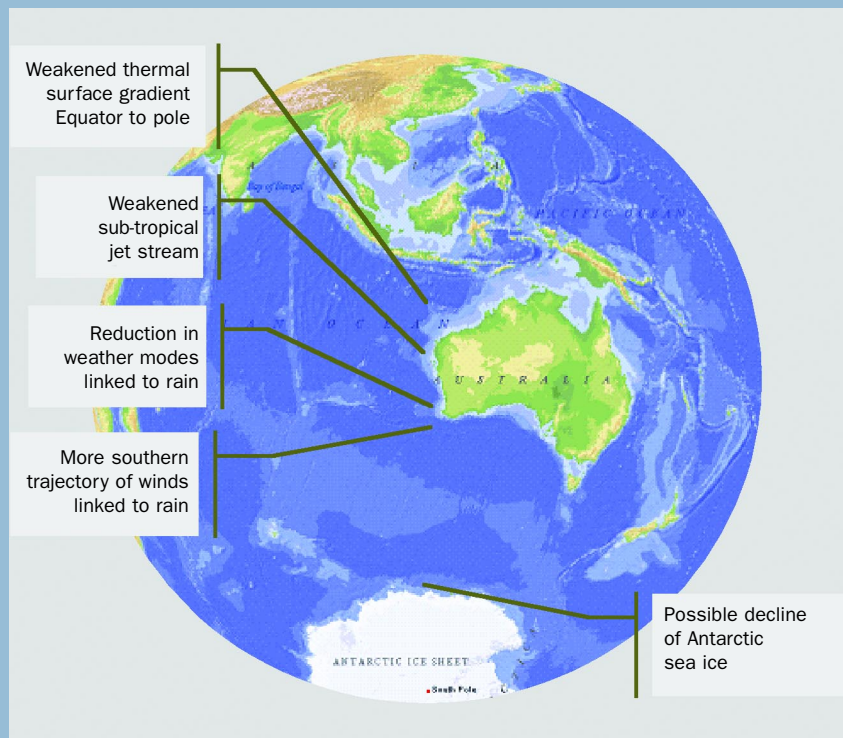 Weakened thermal
surface gradient
Equator to pole
Weakened
sub-tropical
jet stream
Reduction in
weather modes
linked to rain
More southern
trajectory of winds
linked to rain
Possible decline
of Antarctic
sea ice
Bay of Bengal
PACIFIC OCEAN
OCEAN
AUSTRALIA
ANTARCTIC ICE SHEET
South Pole